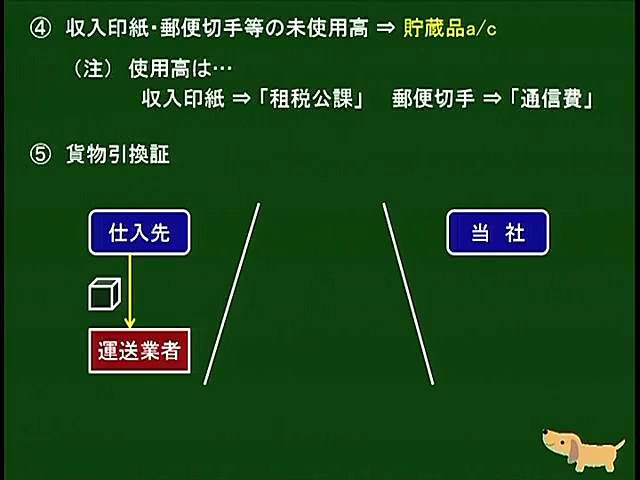 ④ 収入印紙・郵便切手等の未使用高 ⇒ 貯蔵品a/c
（注） 使用高は…
収入印紙 ⇒「租税公課」 郵便切手 ⇒「通信費」
⑤ 貨物引換証
仕入先 当 社
運送業者